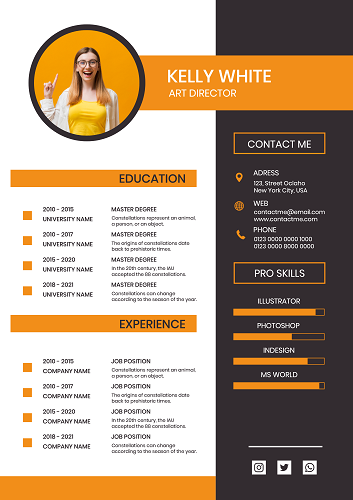 KELLY WHITE
ART DIRECTOR
EDUCATION
2010 - 2015
UNIVERSITY NAME
MASTER DEGREE
Constellations represent an animal,
a person, or an object.
2010 - 2017
UNIVERSITY NAME
MASTER DEGREE
The origins of constellations date
back to prehistoric times.
2015 - 2020
UNIVERSITY NAME
MASTER DEGREE
In the 20th century, the IAU
accepted the 88 constellations.
2018 - 2021
UNIVERSITY NAME
MASTER DEGREE
Constellations can change
according to the season of the year.
EXPERIENCE
2010 - 2015
COMPANY NAME
JOB POSITION
Constellations represent an animal,
a person, or an object.
2010 - 2017
COMPANY NAME
JOB POSITION
The origins of constellations date
back to prehistoric times.
2015 - 2020
COMPANY NAME
JOB POSITION
In the 20th century, the IAU
accepted the 88 constellations.
2018 - 2021
COMPANY NAME
JOB POSITION
Constellations can change
according to the season of the year.
CONTACT ME
ADRESS
123, Street Oclaho
New York City, USA
WEB
contactme@email.com
www.contactme.com
PHONE
0123 0000 0000 1000
0123 0000 0000 0000
PRO SKILLS
ILLUSTRATOR
PHOTOSHOP
INDESIGN
MS WORLD